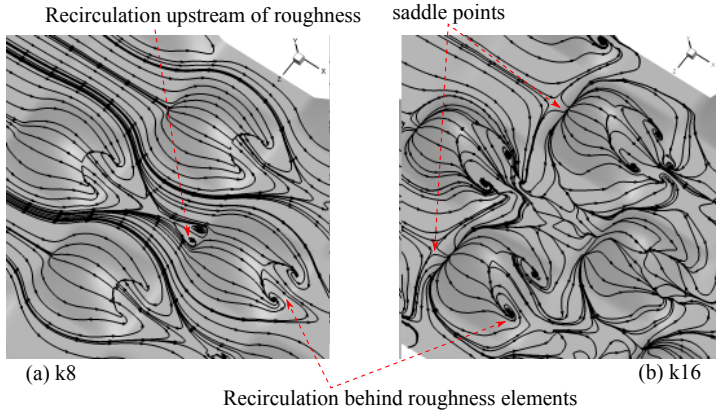 Recirculation upstream of roughness
saddle points
Y
X
Z
Y
X
Z
(a) k8
(b) k16
Recirculation behind roughness elements